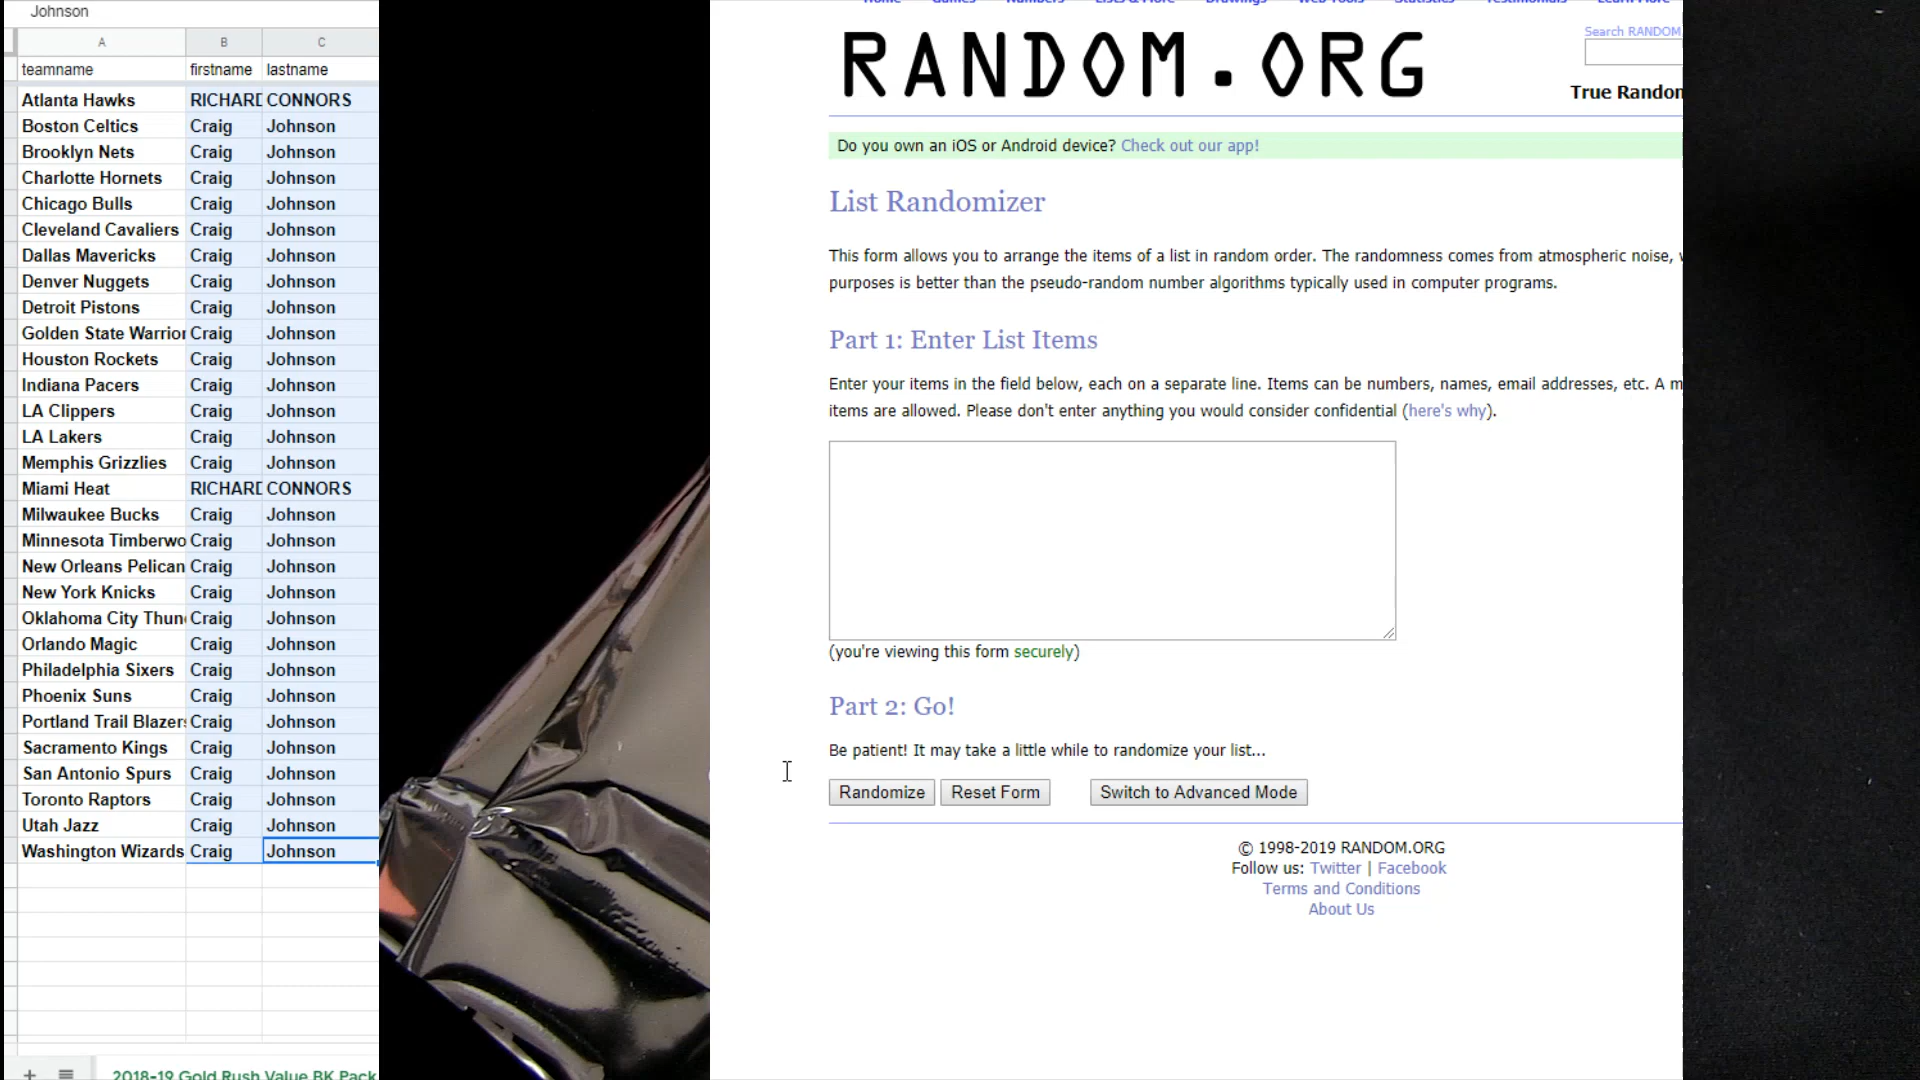 Johnson
A B C
teamname firstname lastname
Atlanta Hawks RICHARD CONNORS
Boston Celtics Craig Johnson
Brooklyn Nets Craig Johnson
Charlotte Hornets Craig Johnson
Chicago Bulls Craig Johnson
Cleveland Cavaliers Craig Johnson
Dallas Mavericks Craig Johnson
Denver Nuggets Craig Johnson
Detroit Pistons Craig Johnson
Golden State Warrior Craig Johnson
Houston Rockets Craig Johnson
Indiana Pacers Craig Johnson
LA Clippers Craig Johnson
LA Lakers Craig Johnson
Memphis Grizzlies Craig Johnson
Miami Heat RICHARD CONNORS
Milwaukee Bucks Craig Johnson
Minnesota Timberwo Craig Johnson
New Orleans Pelican Craig Johnson
New York Knicks Craig Johnson
Oklahoma City Thun Craig Johnson
Orlando Magic Craig Johnson
Philadelphia Sixers Craig Johnson
Phoenix Suns Craig Johnson
Portland Trail Blazers Craig Johnson
Sacramento Kings Craig Johnson
San Antonio Spurs Craig Johnson
Toronto Raptors Craig Johnson
Utah Jazz Craig Johnson
Washington Wizards Craig Johnson
2018-19 Gold Rush Value BK Pack
Home Games Numbers Lists & More Drawings Web Tools Statistics Testimonials Learn More
RANDOM.ORG
Search RANDOM.
True Random
Do you own an iOS or Android device? Check out our app!
List Randomizer
This form allows you to arrange the items of a list in random order. The randomness comes from atmospheric noise,
purposes is better than the pseudo-random number algorithms typically used in computer programs.
Part 1: Enter List Items
Enter your items in the field below, each on a separate line. Items can be numbers, names, email addresses, etc. A m
items are allowed. Please don't enter anything you would consider confidential (here's why).
(you're viewing this form securely)
Part 2: Go!
Be patient! It may take a little while to randomize your list...
Randomize Reset Form Switch to Advanced Mode
© 1998-2019 RANDOM.ORG
Follow us: Twitter | Facebook
Terms and Conditions
About Us